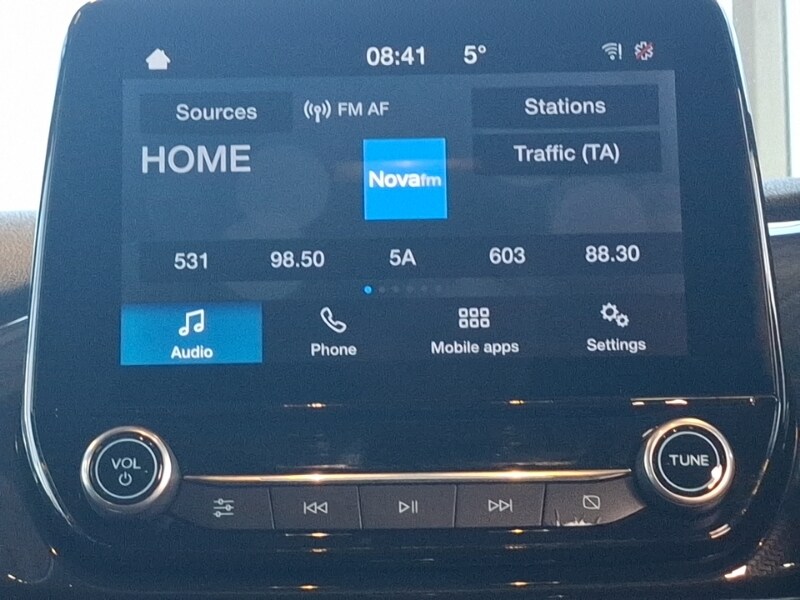 08:41 5°
Sources FM AF Stations
HOME Novafm Traffic (TA)
531 98.50 5A 603 88.30
Audio Phone Mobile apps Settings
VOL TUNE